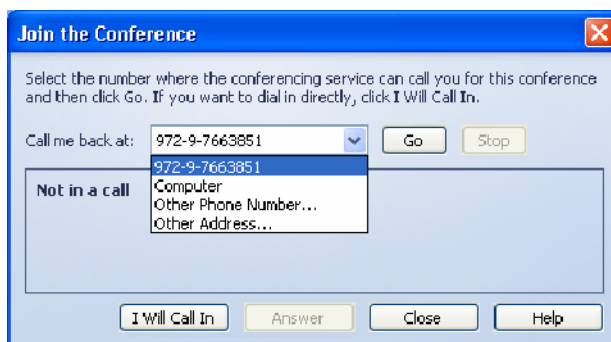 Join the Conference
Select the number where the conferencing service can call you for this conference
and then click Go. If you want to dial in directly, click I Will Call In.
Call me back at: 972-9-7663851 Go Stop
972-9-7663851
Computer
Other Phone Number...
Other Address...
Not in a call
I Will Call In Answer Close Help